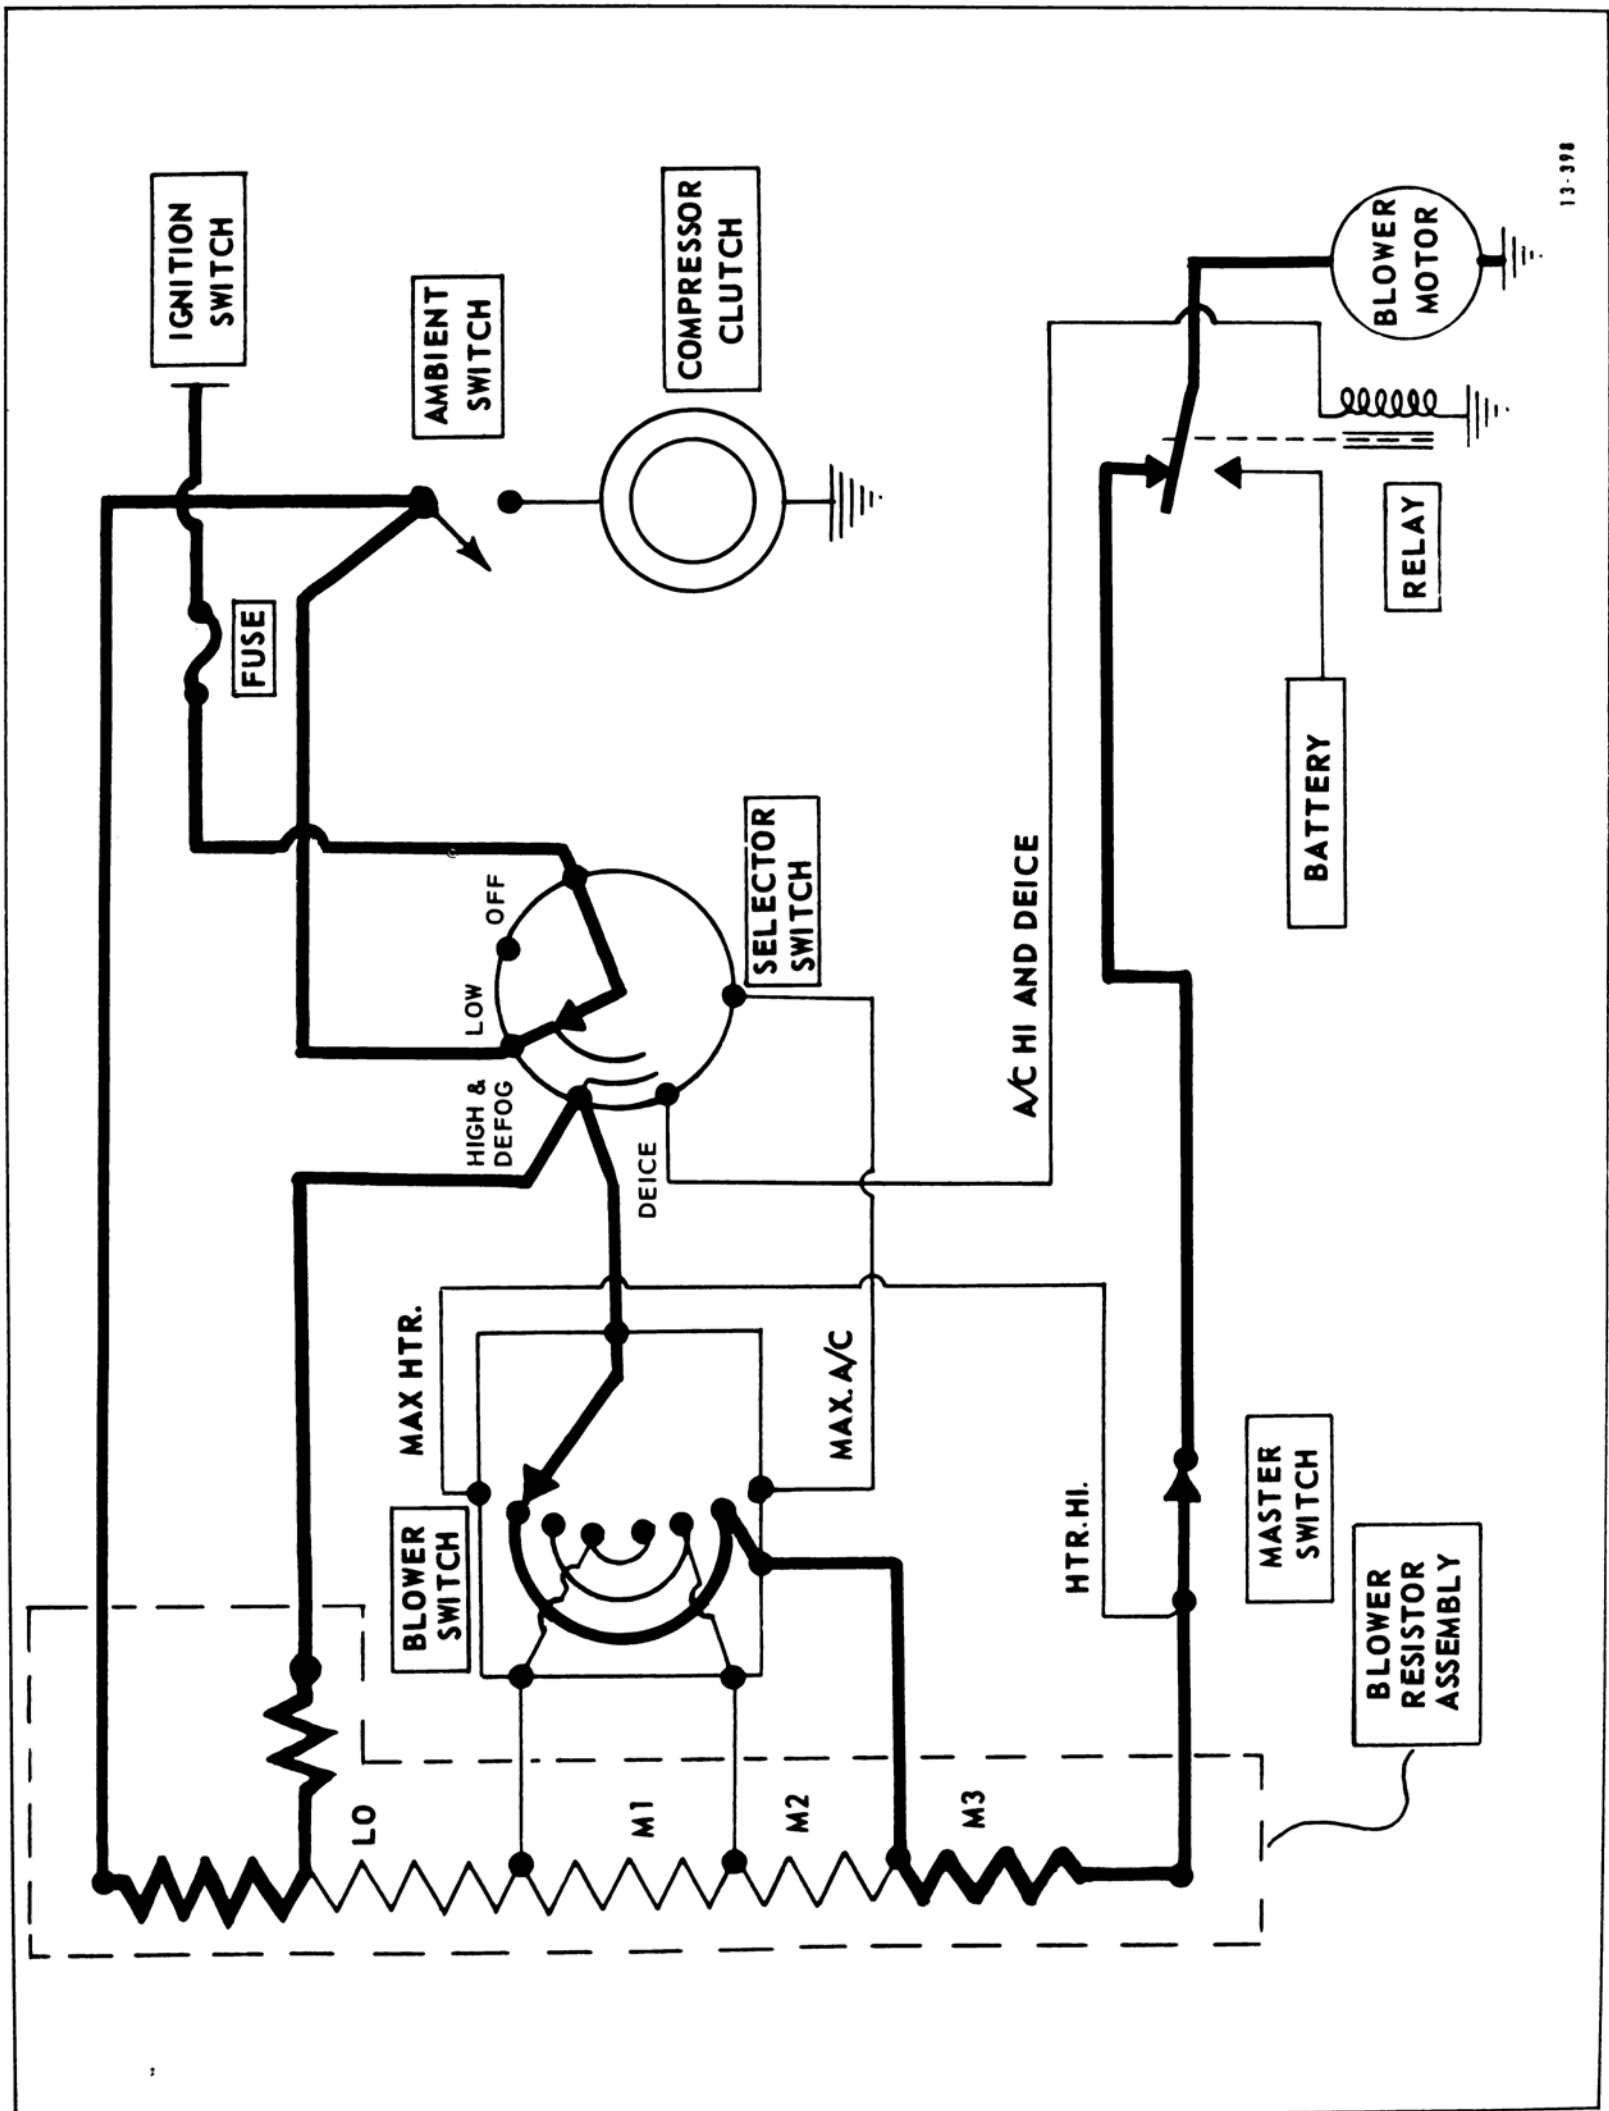 IGNITION
SWITCH
AMBIENT
SWITCH
COMPRESSOR
CLUTCH
FUSE
BLOWER
MOTOR
RELAY
BATTERY
OFF
LOW
HIGH &
DEFOG
DEICE
SELECTOR
SWITCH
A/C HI AND DEICE
MAX HTR.
MAX. A/C
BLOWER
SWITCH
HTR. HI.
MASTER
SWITCH
BLOWER
RESISTOR
ASSEMBLY
LO
M1
M2
M3
13-398